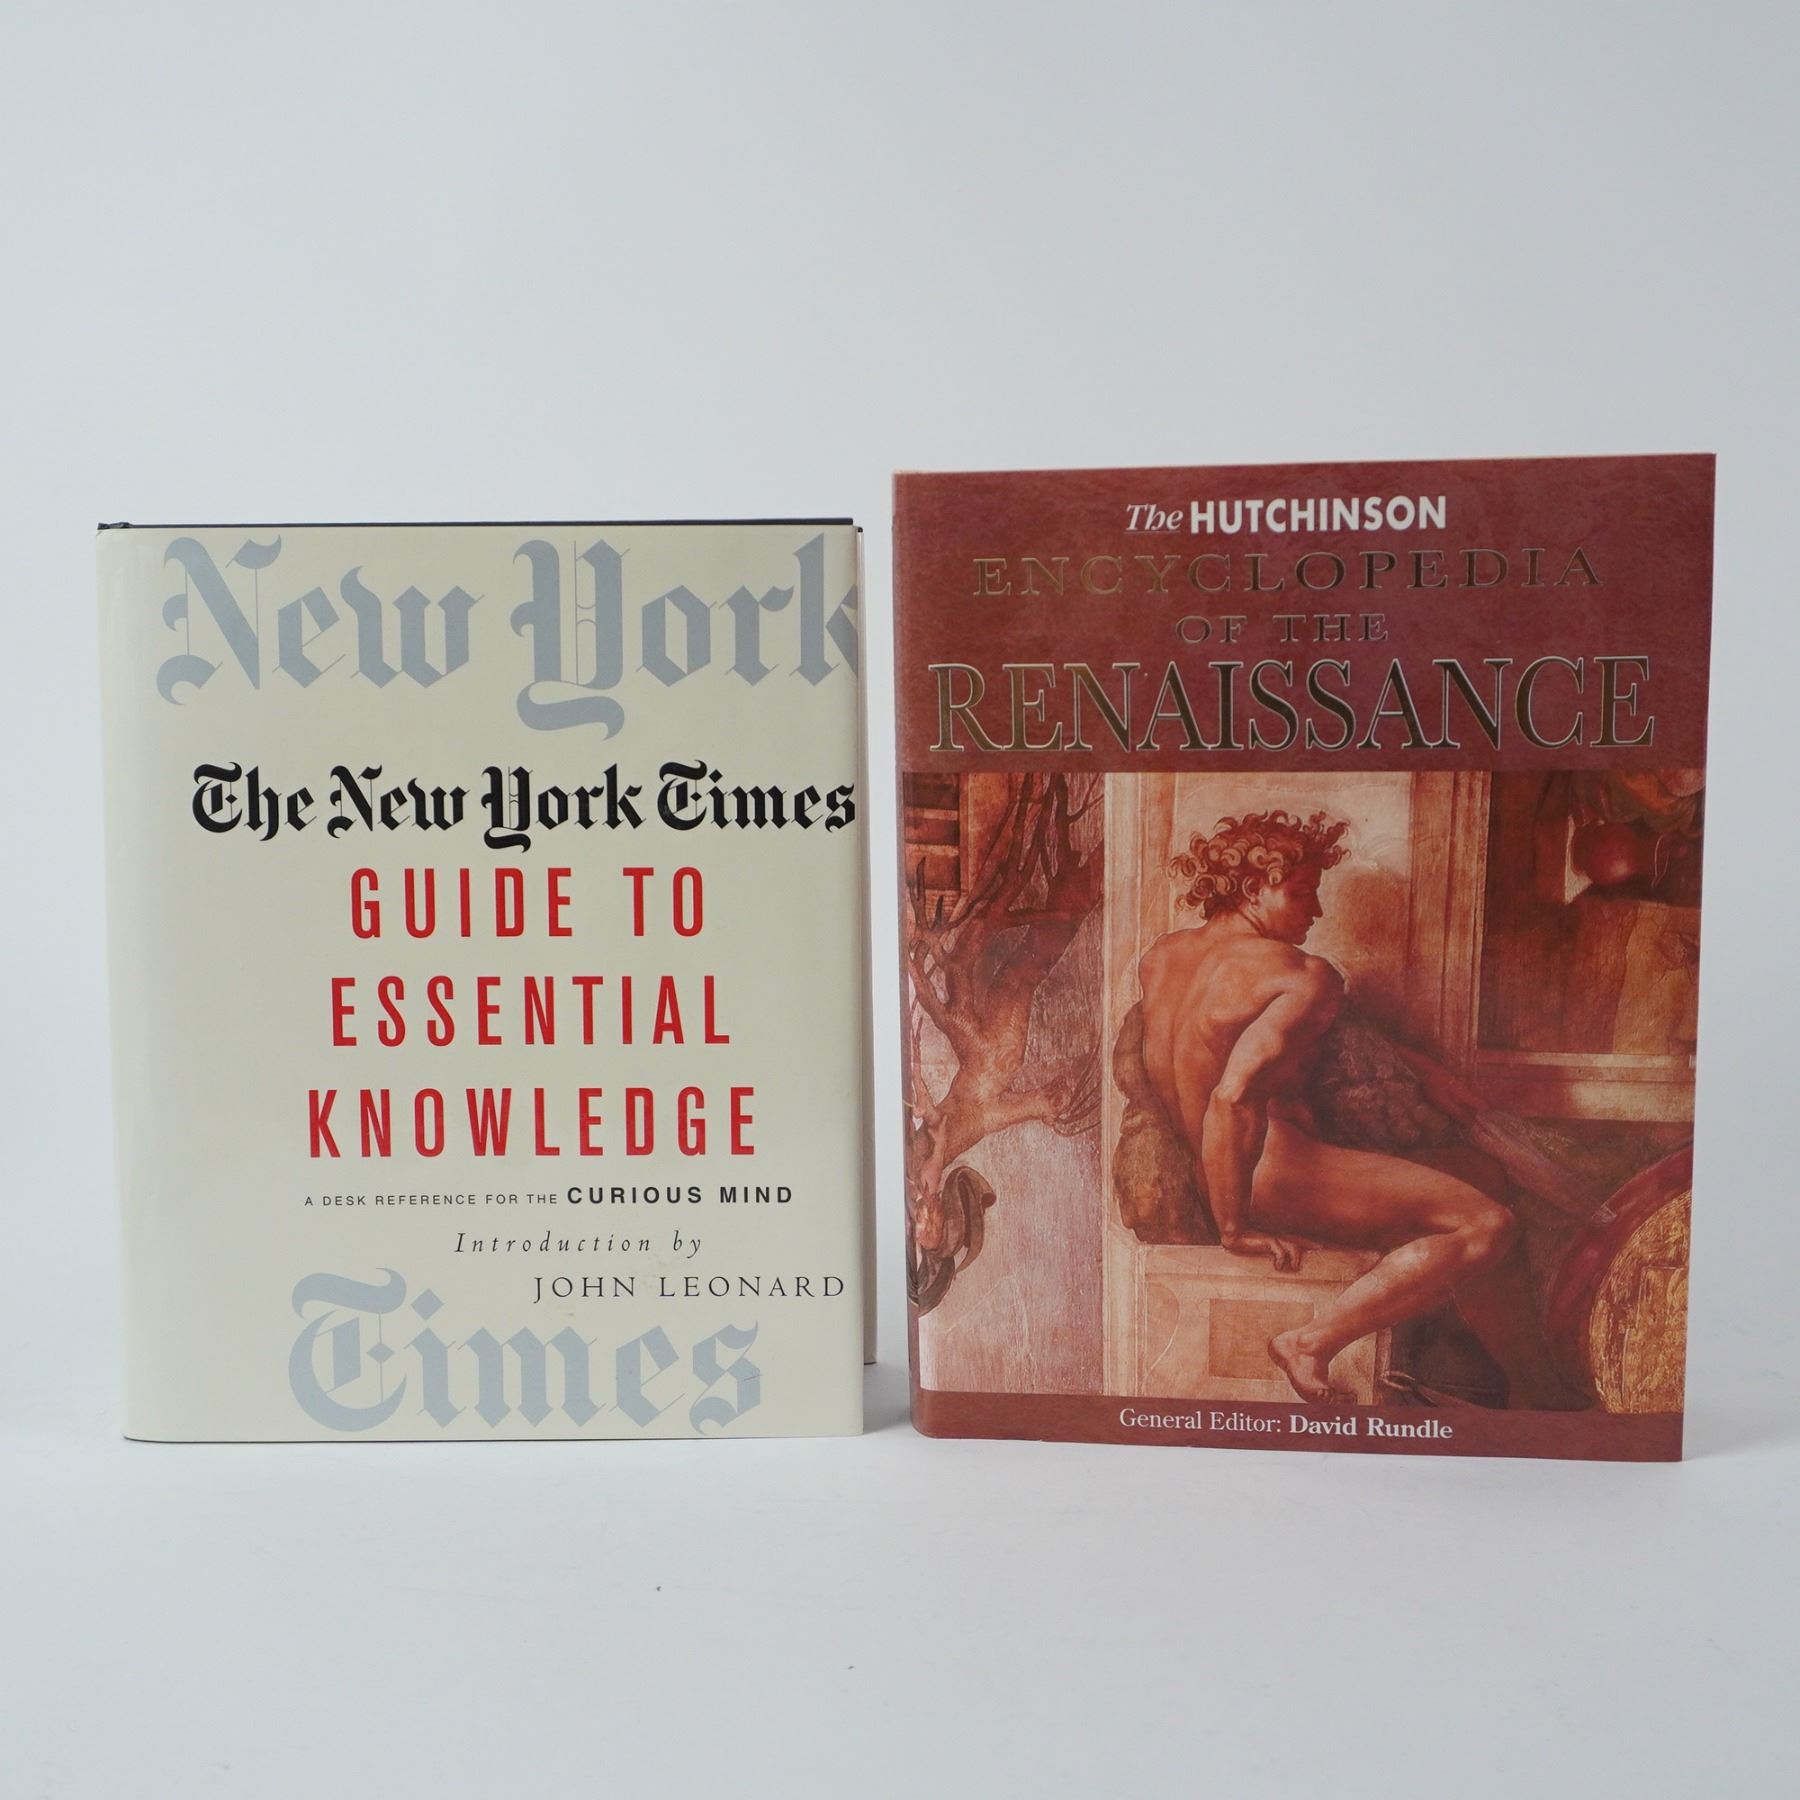 New York
The New York Times
GUIDE TO
ESSENTIAL
KNOWLEDGE
A DESK REFERENCE FOR THE CURIOUS MIND
Introduction by
JOHN LEONARD
Times
The HUTCHINSON
ENCYCLOPEDIA
OF THE
RENAISSANCE
General Editor: David Rundle